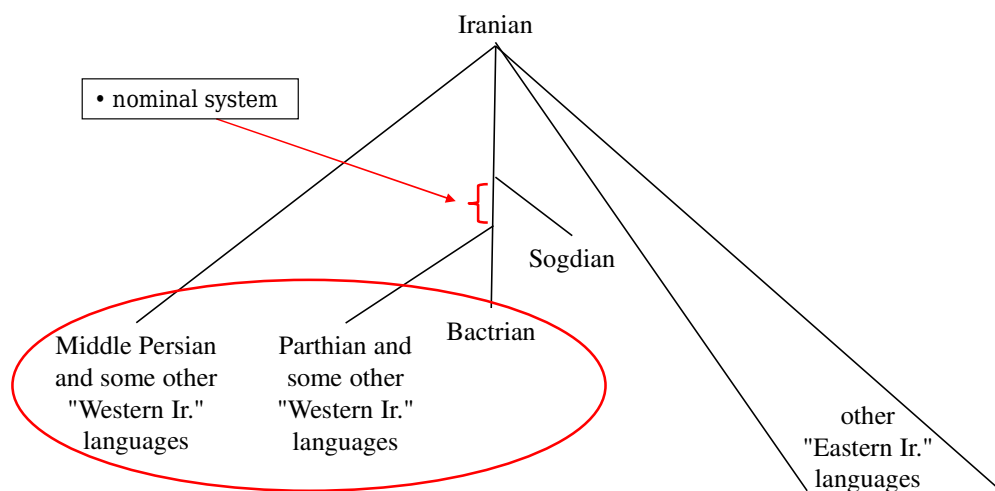 Iranian
• nominal system
Sogdian
Bactrian
Middle Persian
and some other
"Western Ir."
languages
Parthian and
some other
"Western Ir."
languages
other
"Eastern Ir."
languages